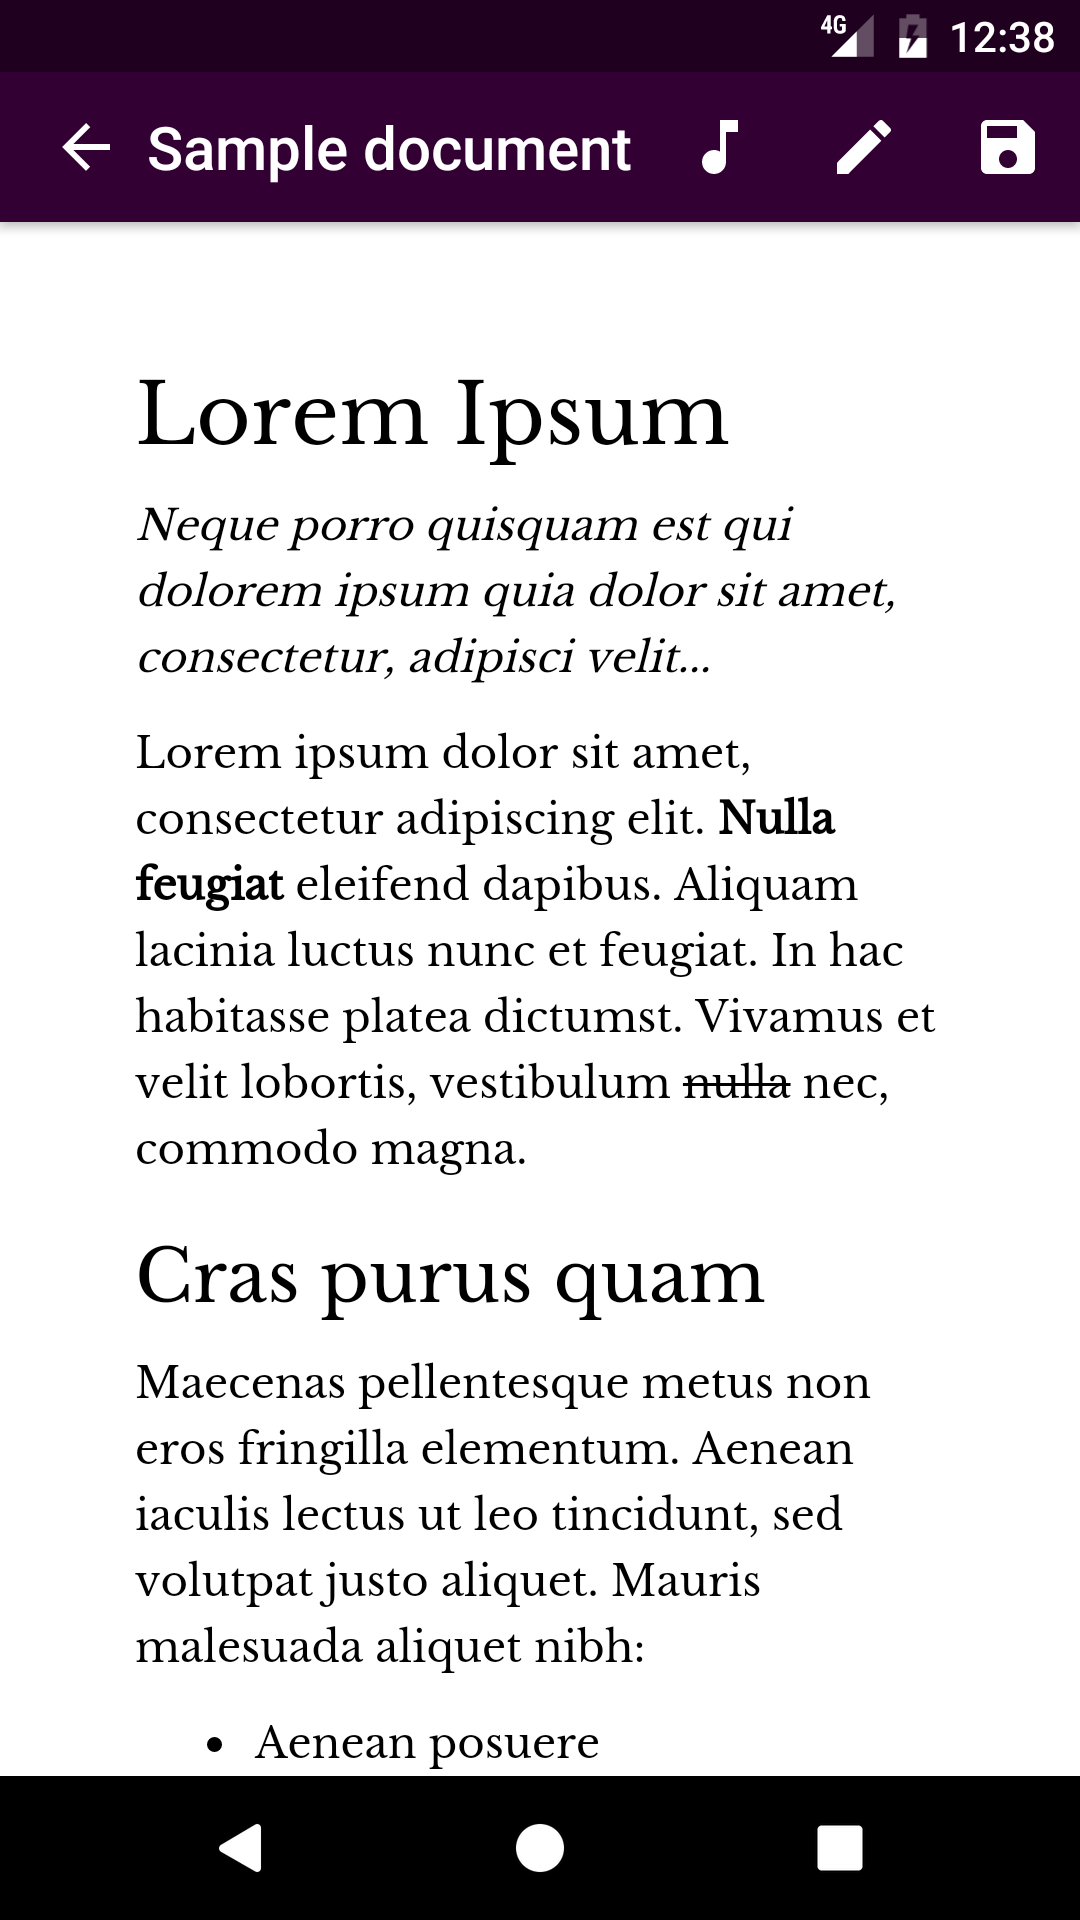 4G 12:38
Sample document
Lorem Ipsum
Neque porro quisquam est qui
dolorem ipsum quia dolor sit amet,
consectetur, adipisci velit...
Lorem ipsum dolor sit amet,
consectetur adipiscing elit. Nulla
feugiat eleifend dapibus. Aliquam
lacinia luctus nunc et feugiat. In hac
habitasse platea dictumst. Vivamus et
velit lobortis, vestibulum nulla nec,
commodo magna.
Cras purus quam
Maecenas pellentesque metus non
eros fringilla elementum. Aenean
iaculis lectus ut leo tincidunt, sed
volutpat justo aliquet. Mauris
malesuada aliquet nibh:
• Aenean posuere